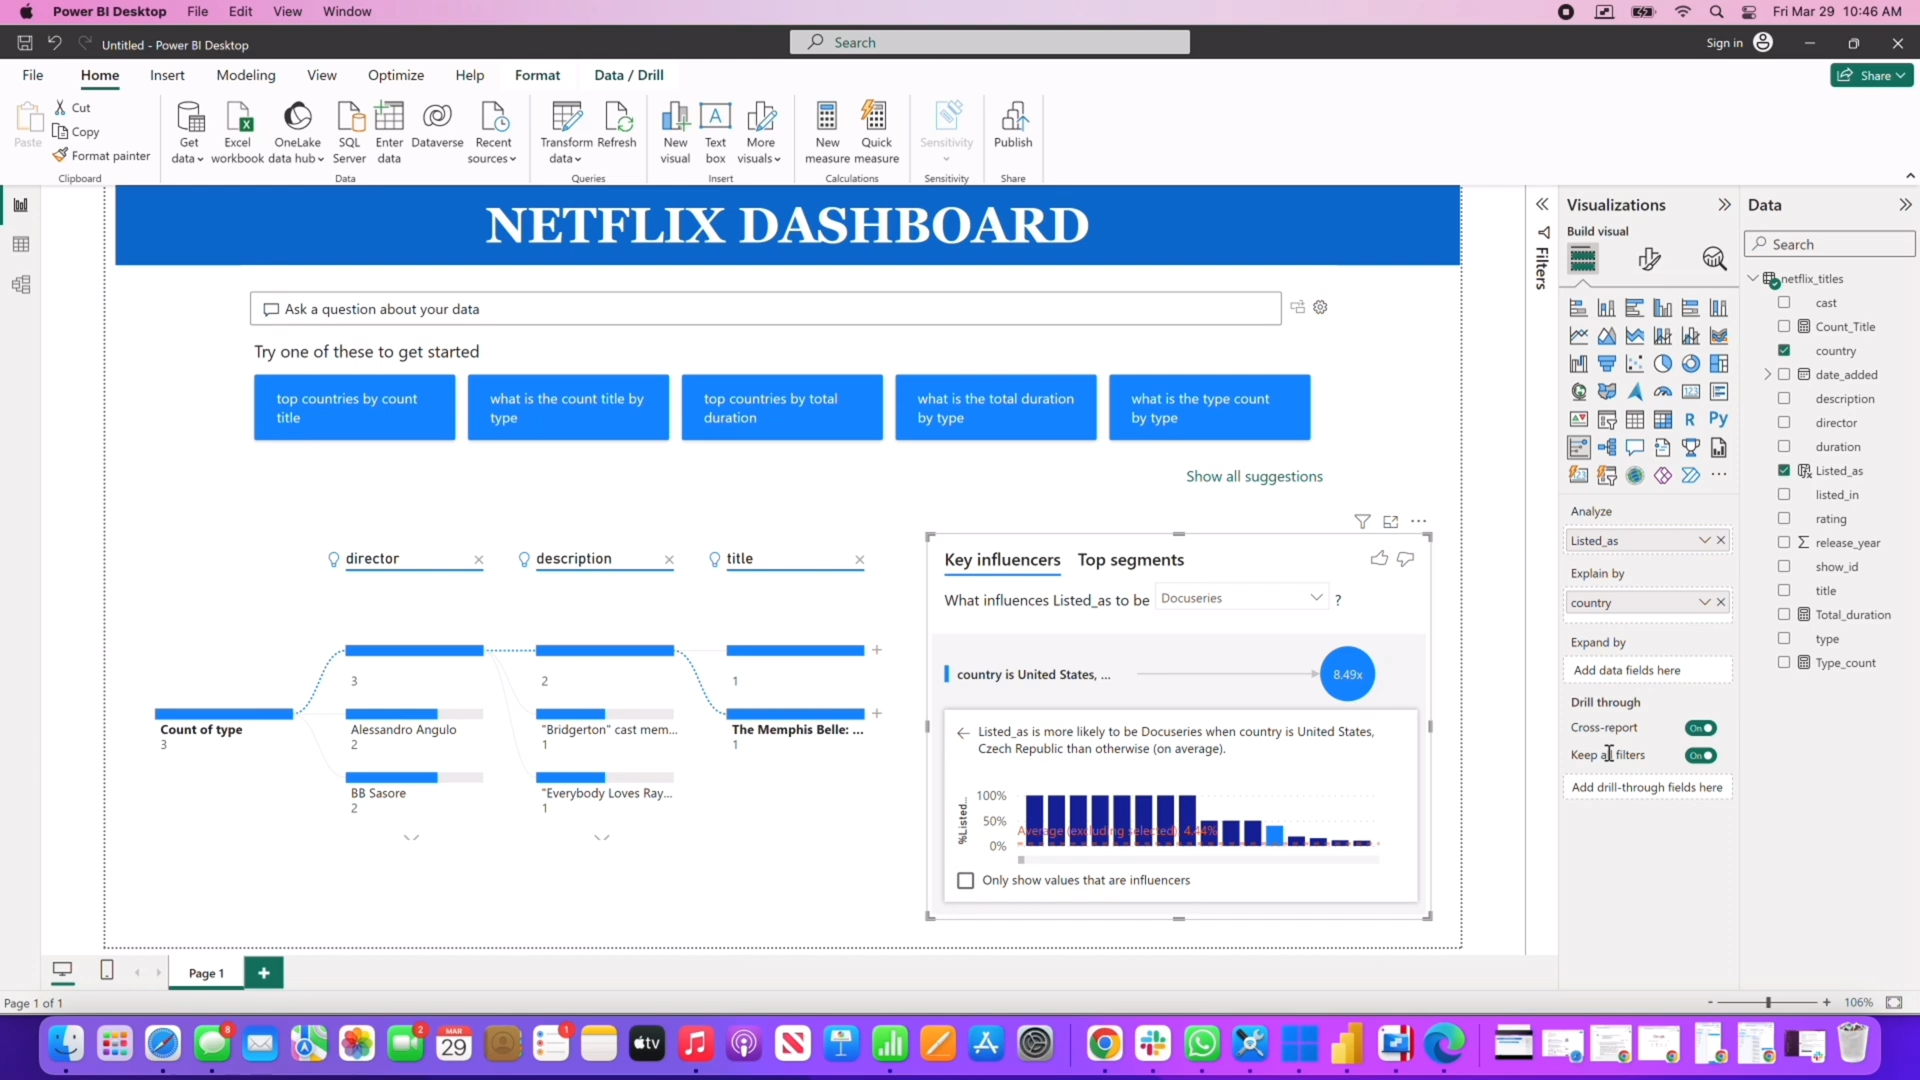 Power BI Desktop File Edit View Window
Fri Mar 29 10:46 AM
Untitled - Power BI Desktop
Search
Sign in
File Home Insert Modeling View Optimize Help Format Data / Drill
Share
Paste
Cut
Copy
Format painter
Clipboard
Get data
Excel workbook
OneLake data hub
SQL Server
Enter data
Dataverse
Recent sources
Data
Transform data
Refresh
Queries
New visual
Text box
More visuals
Insert
New measure
Quick measure
Calculations
Sensitivity
Sensitivity
Publish
Share
NETFLIX DASHBOARD
Ask a question about your data
Try one of these to get started
top countries by count
title
what is the count title by
type
top countries by total
duration
what is the total duration
by type
what is the type count
by type
Show all suggestions
director
description
title
3
2
1
Count of type
3
Alessandro Angulo
2
"Bridgerton" cast mem...
1
The Memphis Belle: ...
1
BB Sasore
2
"Everybody Loves Ray...
1
Key influencers Top segments
What influences Listed_as to be Docuseries ?
country is United States, ...
8.49x
Listed_as is more likely to be Docuseries when country is United States,
Czech Republic than otherwise (on average).
%Listed...
100%
50%
0%
Average (excluding selected) 4.44%
Only show values that are influencers
Filters
Visualizations
Build visual
R
Py
123
Analyze
Listed_as
Explain by
country
Expand by
Add data fields here
Drill through
Cross-report
On
Keep all filters
On
Add drill-through fields here
Data
Search
netflix_titles
cast
Count_Title
country
date_added
description
director
duration
Listed_as
listed_in
rating
release_year
show_id
title
Total_duration
type
Type_count
Page 1
Page 1 of 1
- + 106%
8
2
MAR
29
1
tv